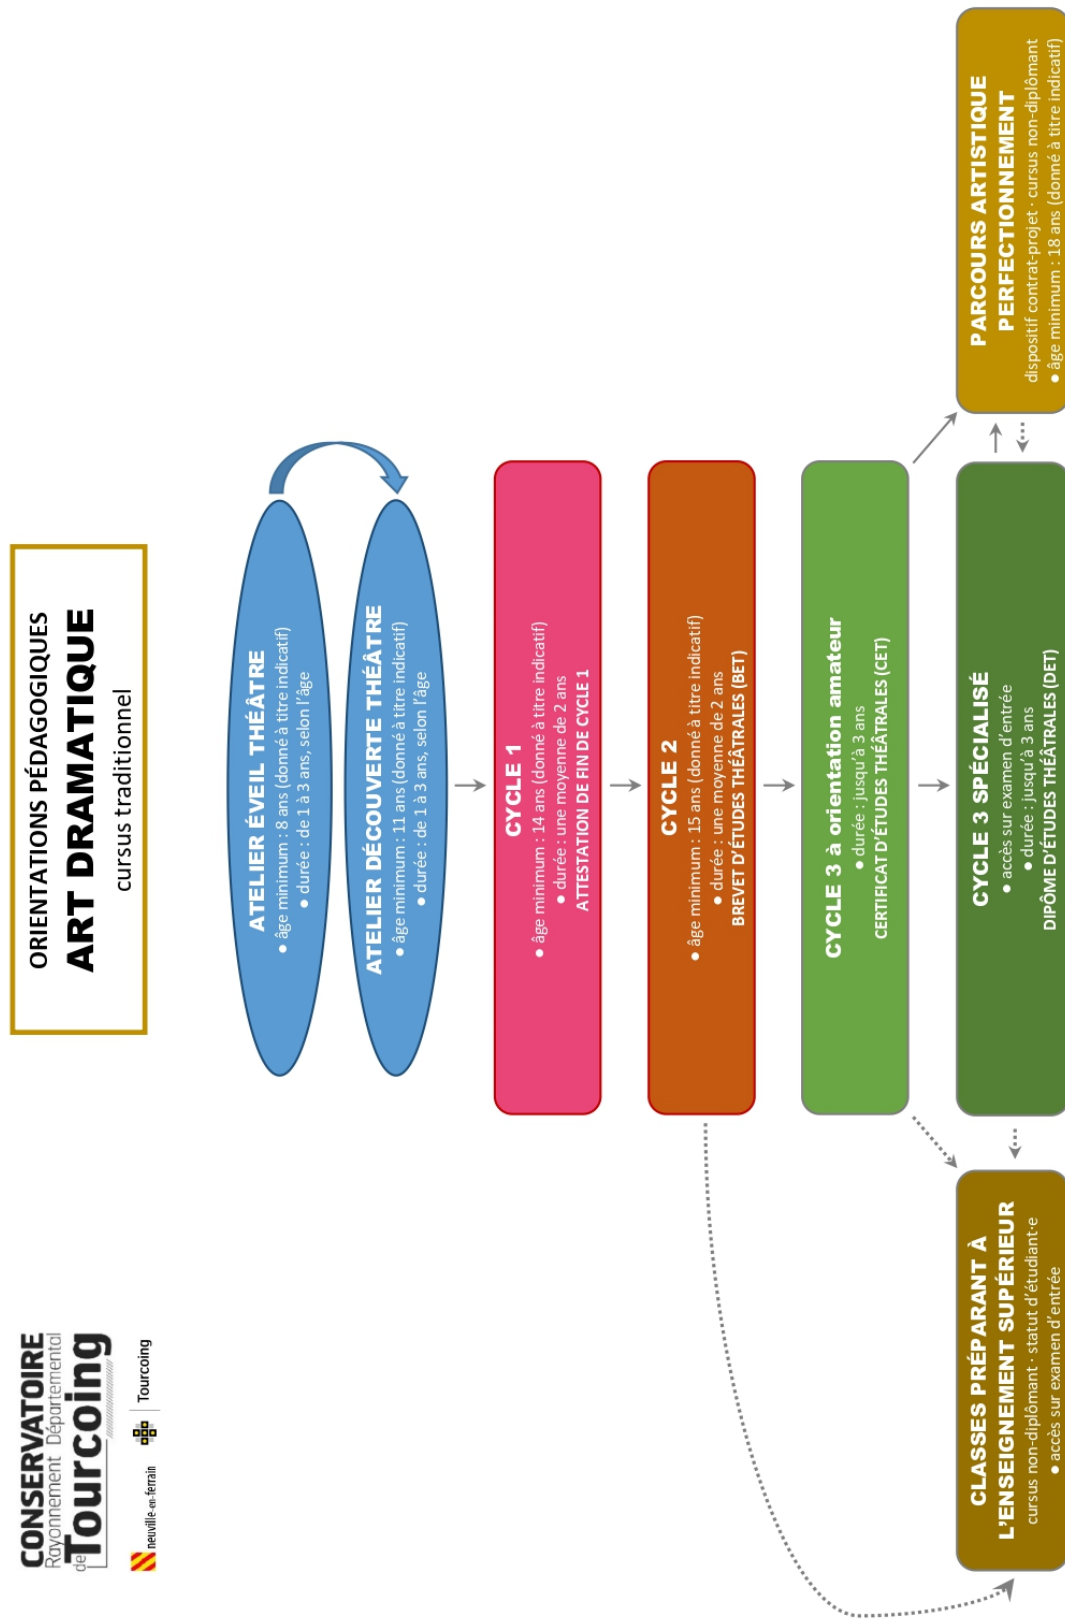 CONSERVATOIRE
Rayonnement Départemental
de Tourcoing
neuville-en-ferrain
Tourcoing
ORIENTATIONS PÉDAGOGIQUES
ART DRAMATIQUE
cursus traditionnel
ATELIER ÉVEIL THÉÂTRE
● âge minimum : 8 ans (donné à titre indicatif)
● durée : de 1 à 3 ans, selon l'âge
ATELIER DÉCOUVERTE THÉÂTRE
● âge minimum : 11 ans (donné à titre indicatif)
● durée : de 1 à 3 ans, selon l'âge
CYCLE 1
● âge minimum : 14 ans (donné à titre indicatif)
● durée : une moyenne de 2 ans
ATTESTATION DE FIN DE CYCLE 1
CYCLE 2
● âge minimum : 15 ans (donné à titre indicatif)
● durée : une moyenne de 2 ans
BREVET D'ÉTUDES THÉÂTRALES (BET)
CYCLE 3 à orientation amateur
● durée : jusqu'à 3 ans
CERTIFICAT D'ÉTUDES THÉÂTRALES (CET)
CLASSES PRÉPARANT À
L'ENSEIGNEMENT SUPÉRIEUR
cursus non-diplômant · statut d'étudiant·e
● accès sur examen d'entrée
CYCLE 3 SPÉCIALISÉ
● accès sur examen d'entrée
● durée : jusqu'à 3 ans
DIPÔME D'ÉTUDES THÉÂTRALES (DET)
PARCOURS ARTISTIQUE
PERFECTIONNEMENT
dispositif contrat-projet · cursus non-diplômant
● âge minimum : 18 ans (donné à titre indicatif)